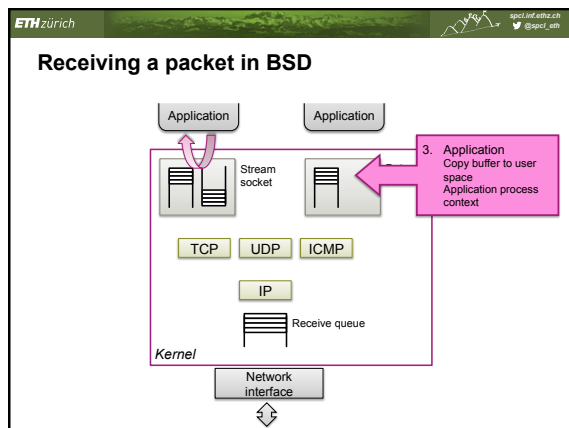 ETH zürich
spcl.inf.ethz.ch
@spcl_eth
Receiving a packet in BSD
Application
Application
Stream
socket
3. Application
Copy buffer to user
space
Application process
context
TCP
UDP
ICMP
IP
Receive queue
Kernel
Network
interface